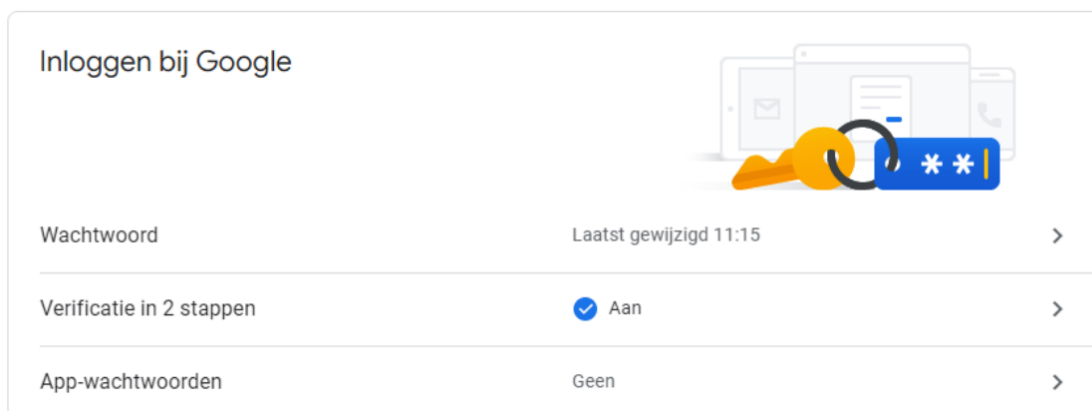 Inloggen bij Google
Wachtwoord Laatst gewijzigd 11:15
Verificatie in 2 stappen Aan
App-wachtwoorden Geen